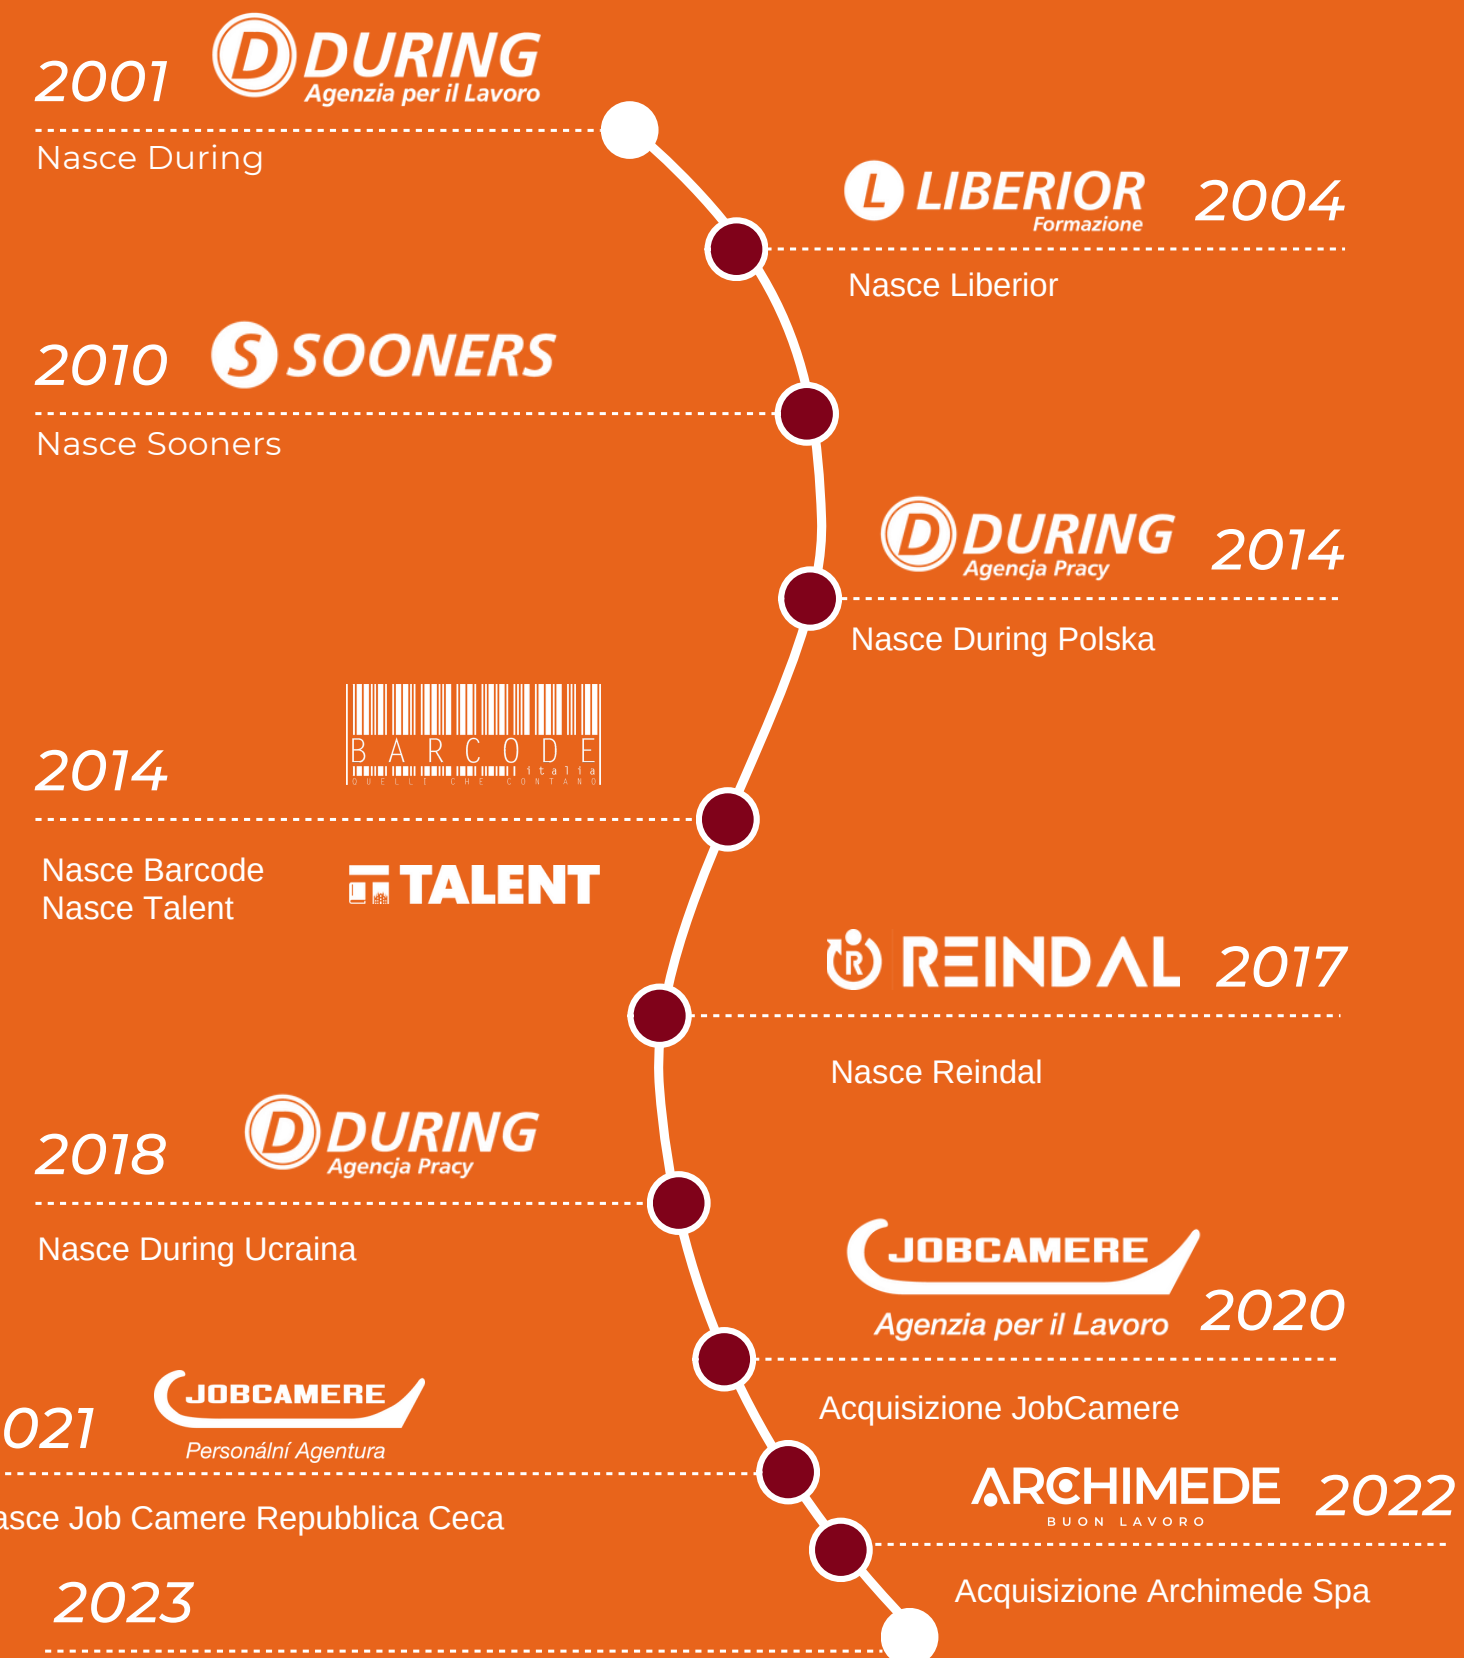 2001
DURING
Agenzia per il Lavoro
Nasce During
LIBERIOR
Formazione
2004
Nasce Liberior
2010
SOONERS
Nasce Sooners
DURING
Agencja Pracy
2014
Nasce During Polska
2014
BARCODE
italia
QUELLI CHE CONTANO
Nasce Barcode
Nasce Talent
TALENT
REINDAL
2017
Nasce Reindal
2018
DURING
Agencja Pracy
Nasce During Ucraina
JOBCAMERE
Agenzia per il Lavoro
2020
Acquisizione JobCamere
021
JOBCAMERE
Personální Agentura
asce Job Camere Repubblica Ceca
ARCHIMEDE
BUON LAVORO
2022
Acquisizione Archimede Spa
2023